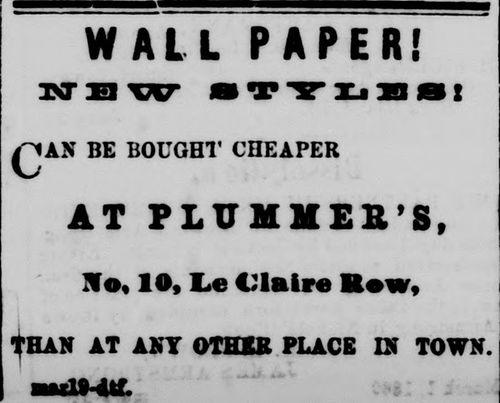 WALL PAPER!
NEW STYLES!
CAN BE BOUGHT' CHEAPER
AT PLUMMER'S,
No. 10, Le Claire Row,
THAN AT ANY OTHER PLACE IN TOWN.
mar19-dtf.